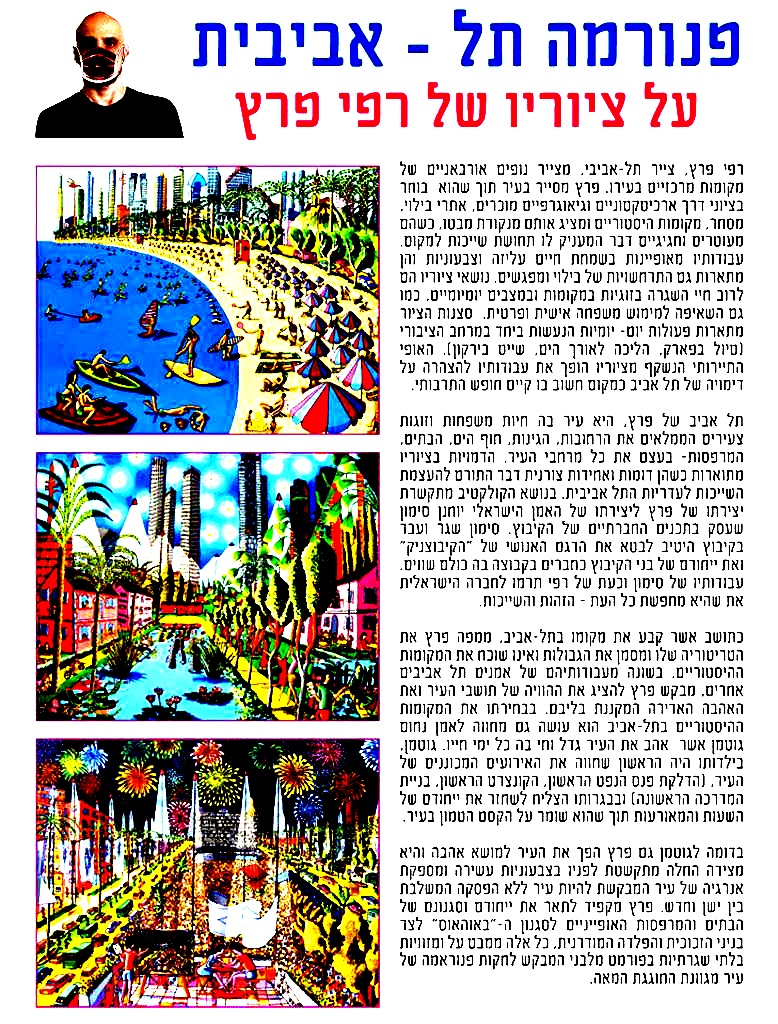 פנורמה תל - אביבית
על ציוריו של רפי פרץ
רפי פרץ, צייר תל-אביבי, מצייר נופים אורבאניים של
מקומות מרכזיים בעירו. פרץ מסייר בעיר תוך שהוא בוחר
בציוני דרך ארכיטקטוניים וגיאוגרפיים מוכרים, אתרי בילוי,
מסחר, מקומות היסטוריים ומציג אותם מנקודת מבטו, כשהם
מעוטרים וחגיגיים דבר המעניק לו תחושת שייכות למקום.
עבודותיו מאופיינות בשמחת חיים עליזה וצבעוניות והן
מתארות גם התרחשויות של בילוי ומפגשים. נושאי ציוריו הם
לרוב חיי השגרה בזוגיות במקומות ובמצבים יומיומיים, כמו
גם השאיפה למימוש משפחה אישית ופרטית. סצנות הציור
מתארות פעולות יום- יומיות הנעשות ביחד במרחב הציבורי
(טיול בפארק, הליכה לאורך הים, שייט בירקון). האופי
התיירותי הנשקף מציוריו הופך את עבודותיו להצהרה על
דימויה של תל אביב כמקום חשוב בו קיים חופש התרבותי.
תל אביב של פרץ, היא עיר בה חיות משפחות וזוגות
צעירים הממלאים את הרחובות, הגינות, חוף הים, הבתים,
המרפסות- בעצם את כל מרחבי העיר. הדמויות בציוריו
מתוארות כשהן דומות ואחידות צורנית דבר התורם להעצמת
השייכות לעדריות התל אביבית. בנושא הקולקטיב מתקשרת
יצירתו של פרץ ליצירתו של האמן הישראלי יוחנן סימון
שעסק בתכנים החברתיים של הקיבוץ. סימון שגר ועבד
בקיבוץ היטיב לבטא את הדגם האנושי של "הקיבוצניק"
ואת ייחודם של בני הקיבוץ כחברים בקבוצה בה כולם שווים.
עבודותיו של סימון וכעת של רפי תרמו לחברה הישראלית
את שהיא מחפשת כל העת - הזהות והשייכות.
כתושב אשר קבע את מקומו בתל-אביב, ממפה פרץ את
הטריטוריה שלו ומסמן את הגבולות ואינו שוכח את המקומות
ההיסטוריים. בשונה מעבודותיהם של אמנים תל אביבים
אחרים, מבקש פרץ להציג את ההוויה של תושבי העיר ואת
האהבה האדירה המקננת בליבם. בבחירתו את המקומות
ההיסטוריים בתל-אביב הוא עושה גם מחווה לאמן נחום
גוטמן אשר אהב את העיר גדל וחי בה כל ימי חייו. גוטמן,
בילדותו היה הראשון שחווה את האירועים המכוננים של
העיר, (הדלקת פנס הנפט הראשון, הקונצרט הראשון, בניית
המדרכה הראשונה) ובבגרותו הצליח לשחזר את ייחודם של
השעות והמאורעות תוך שהוא שומר על הקסם הטמון בעיר.
בדומה לגוטמן גם פרץ הפך את העיר למושא אהבה והיא
מצידה החלה מתקשטת לפניו בצבעוניות עשירה ומספקת
אנרגיה של עיר המבקשת להיות עיר ללא הפסקה המשלבת
בין ישן וחדש. פרץ מקפיד לתאר את ייחודם וסגנונם של
הבתים והמרפסות האופייניים לסגנון ה-"באוהאוס" לצד
בניני הזכוכית והפלדה המודרנית, כל אלה ממבט על ומזוויות
בלתי שגרתיות בפורמט מלבני המבקש לחקות פנוראמה של
עיר מגוונת החוגגת המאה.